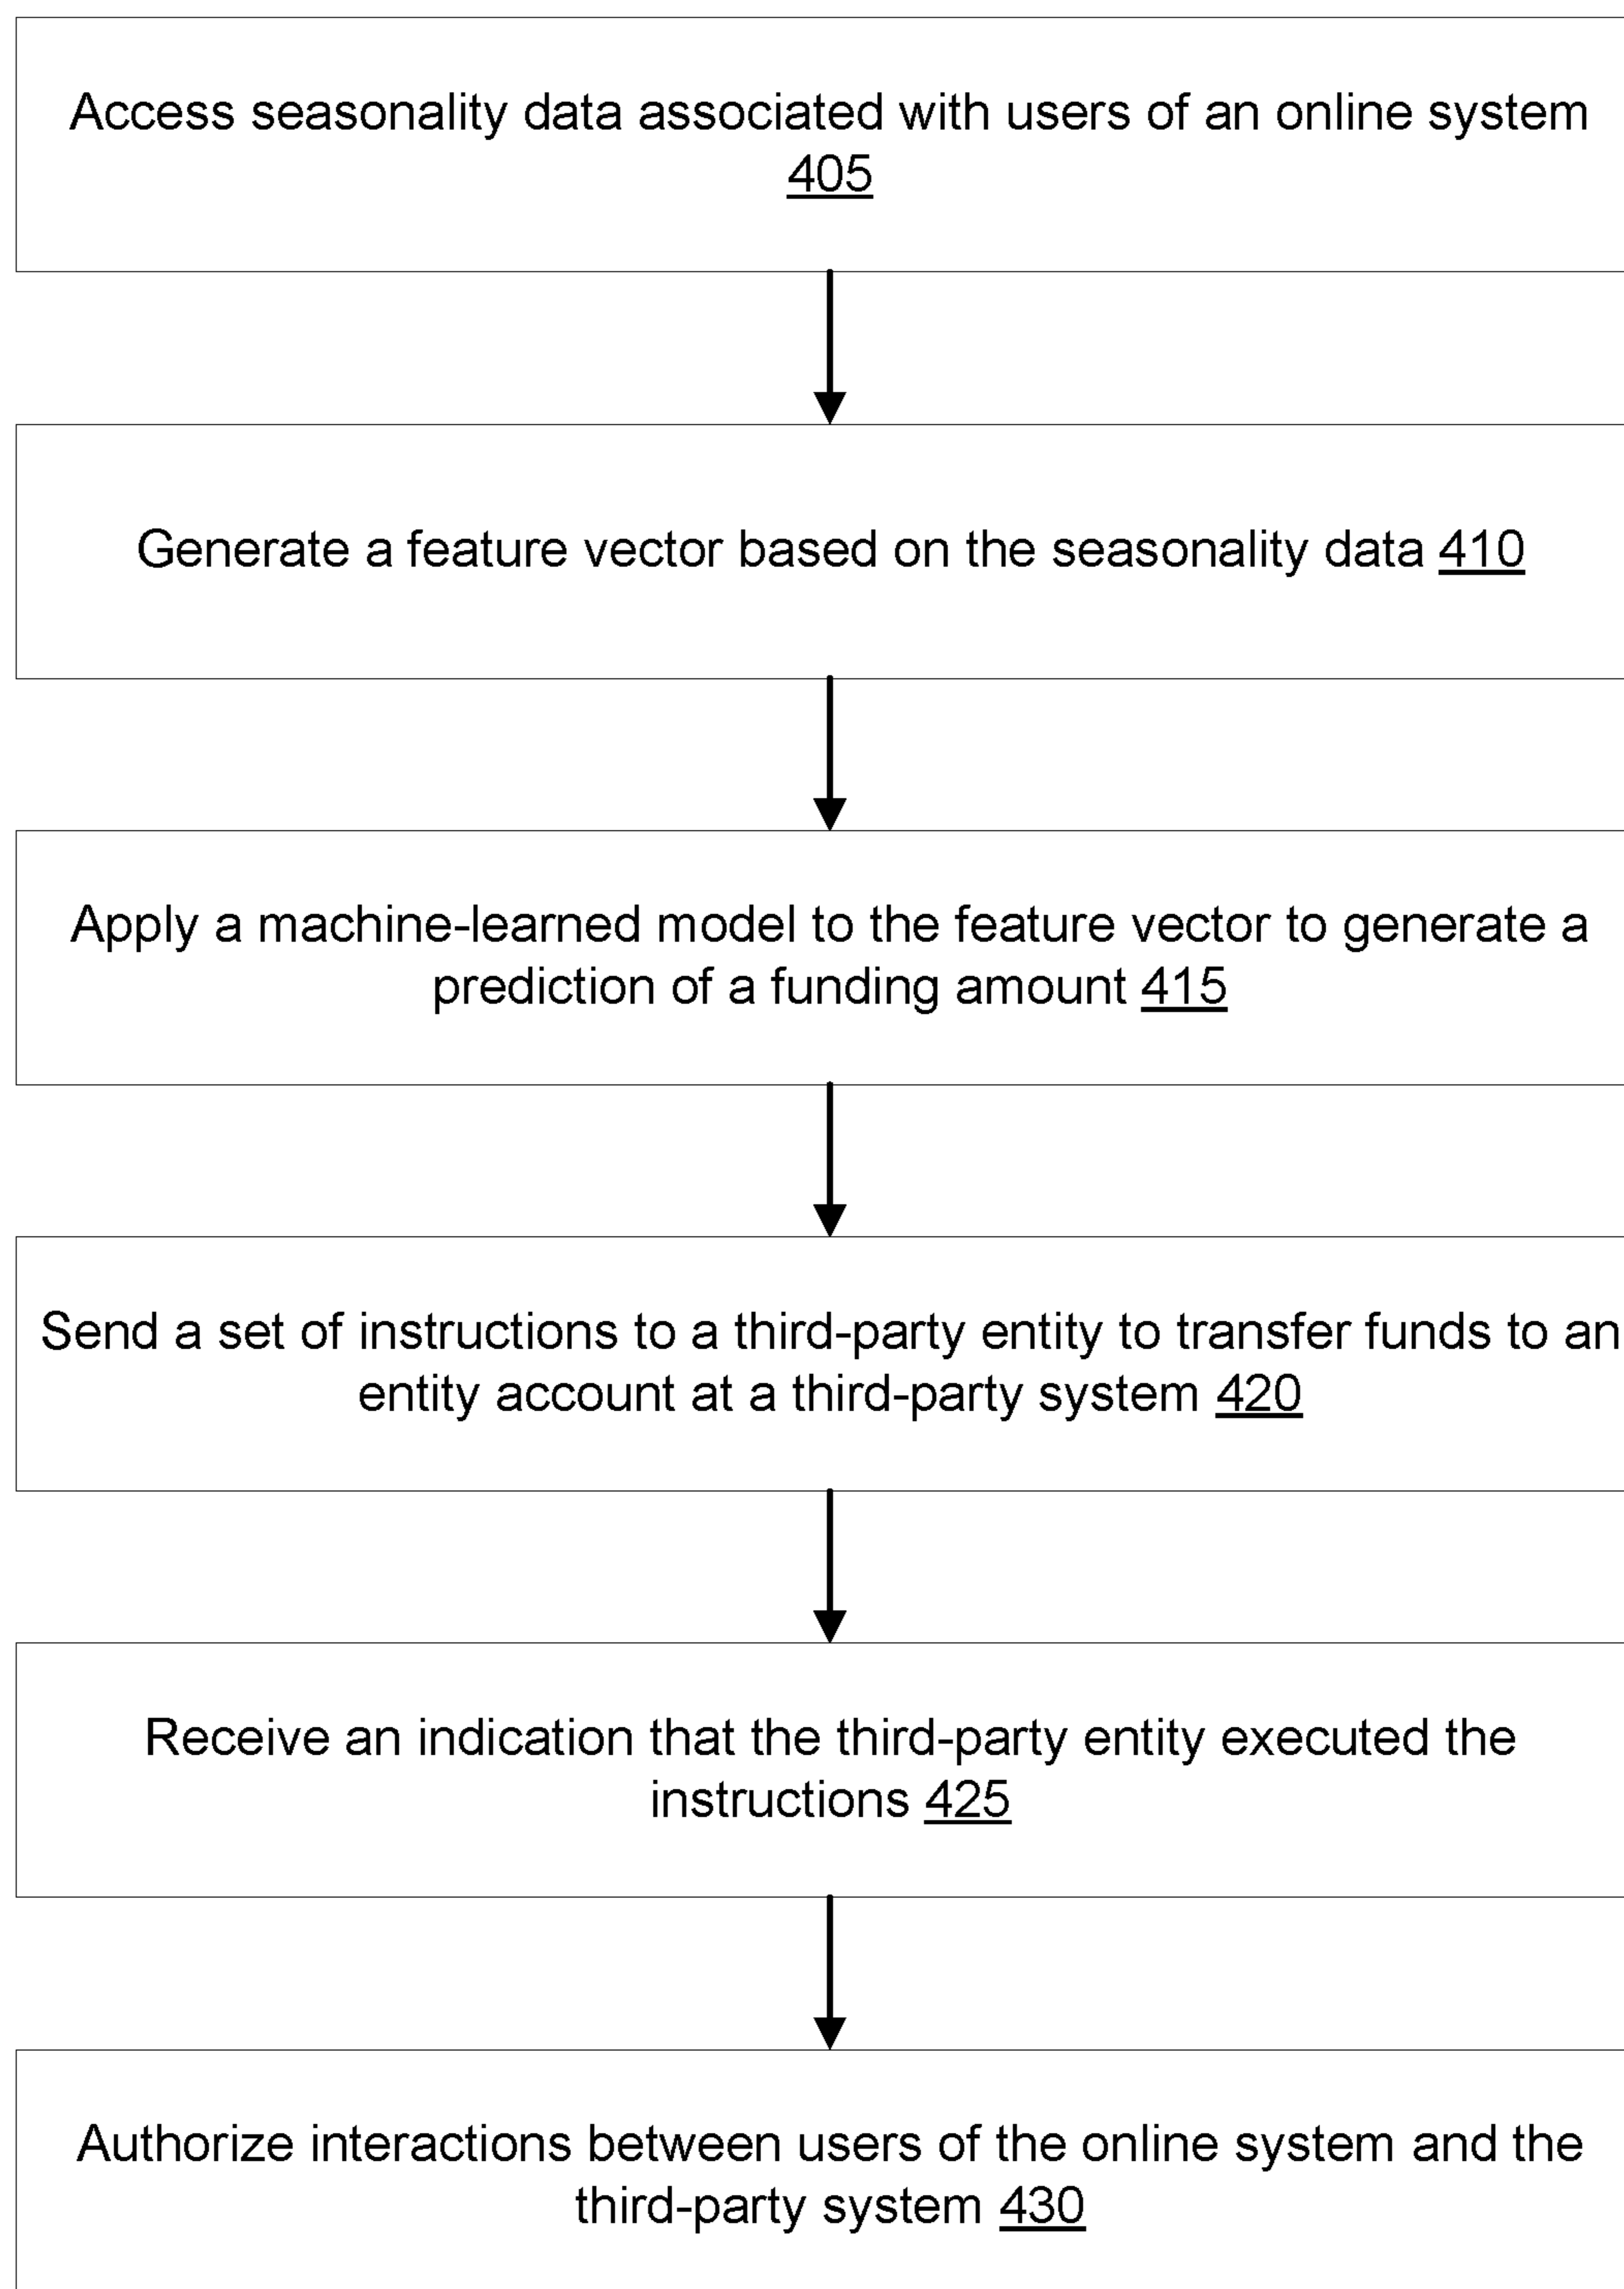 Access seasonality data associated with users of an online system
405
Generate a feature vector based on the seasonality data 410
Apply a machine-learned model to the feature vector to generate a
prediction of a funding amount 415
Send a set of instructions to a third-party entity to transfer funds to an
entity account at a third-party system 420
Receive an indication that the third-party entity executed the
instructions 425
Authorize interactions between users of the online system and the
third-party system 430